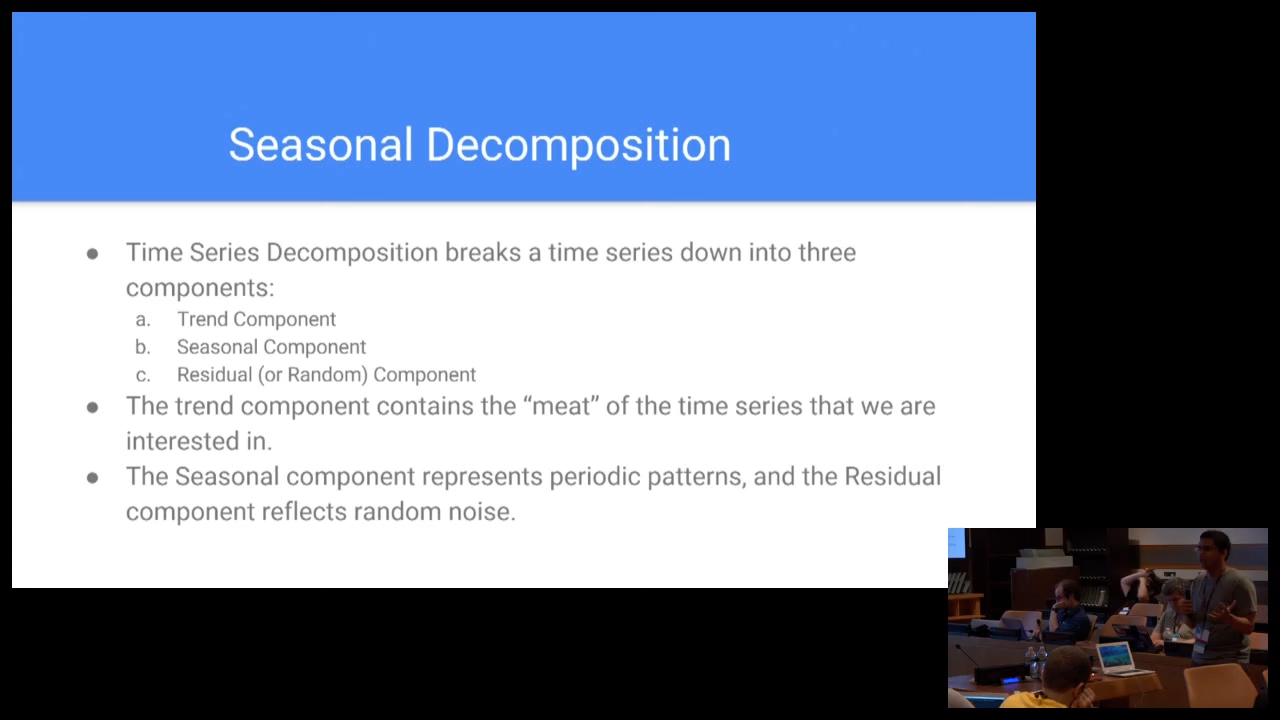 Seasonal Decomposition
● Time Series Decomposition breaks a time series down into three
components:
a. Trend Component
b. Seasonal Component
c. Residual (or Random) Component
● The trend component contains the “meat” of the time series that we are
interested in.
● The Seasonal component represents periodic patterns, and the Residual
component reflects random noise.